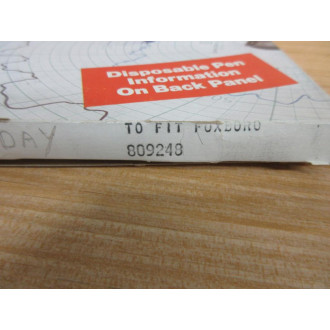 Disposable Pen
Information
On Back Panel
DAY
TO FIT FOXBORO
809248